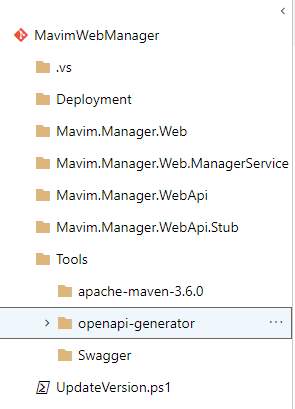 MavimWebManager
.vs
Deployment
Mavim.Manager.Web
Mavim.Manager.Web.ManagerService
Mavim.Manager.WebApi
Mavim.Manager.WebApi.Stub
Tools
apache-maven-3.6.0
openapi-generator
Swagger
UpdateVersion.ps1